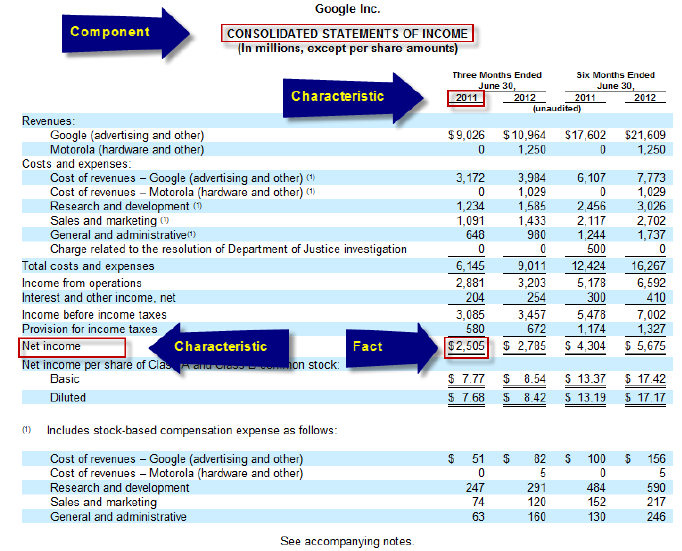 Google Inc.
Component
CONSOLIDATED STATEMENTS OF INCOME
(In millions, except per share amounts)
Three Months Ended Six Months Ended
June 30, June 30,
Characteristic
2011 2012 2011 2012
(unaudited)
Revenues:
Google (advertising and other) $9,026 $10,964 $17,602 $21,609
Motorola (hardware and other) 0 1,250 0 1,250
Costs and expenses:
Cost of revenues – Google (advertising and other) (1) 3,172 3,984 6,107 7,773
Cost of revenues – Motorola (hardware and other) (1) 0 1,029 0 1,029
Research and development (1) 1,234 1,585 2,456 3,026
Sales and marketing (1) 1,091 1,433 2,117 2,702
General and administrative(1) 648 980 1,244 1,737
Charge related to the resolution of Department of Justice investigation 0 0 500 0
Total costs and expenses 6,145 9,011 12,424 16,267
Income from operations 2,881 3,203 5,178 6,592
Interest and other income, net 204 254 300 410
Income before income taxes 3,085 3,457 5,478 7,002
Provision for income taxes 580 672 1,174 1,327
Net income Characteristic Fact $2,505 $ 2,785 $ 4,304 $ 5,675
Net income per share of Class A and Class B common stock:
Basic $ 7.77 $ 8.54 $ 13.37 $ 17.42
Diluted $ 7.68 $ 8.42 $ 13.19 $ 17.17
(1) Includes stock-based compensation expense as follows:
Cost of revenues – Google (advertising and other) $ 51 $ 82 $ 100 $ 156
Cost of revenues – Motorola (hardware and other) 0 5 0 5
Research and development 247 291 484 590
Sales and marketing 74 120 152 217
General and administrative 63 160 130 246
See accompanying notes.